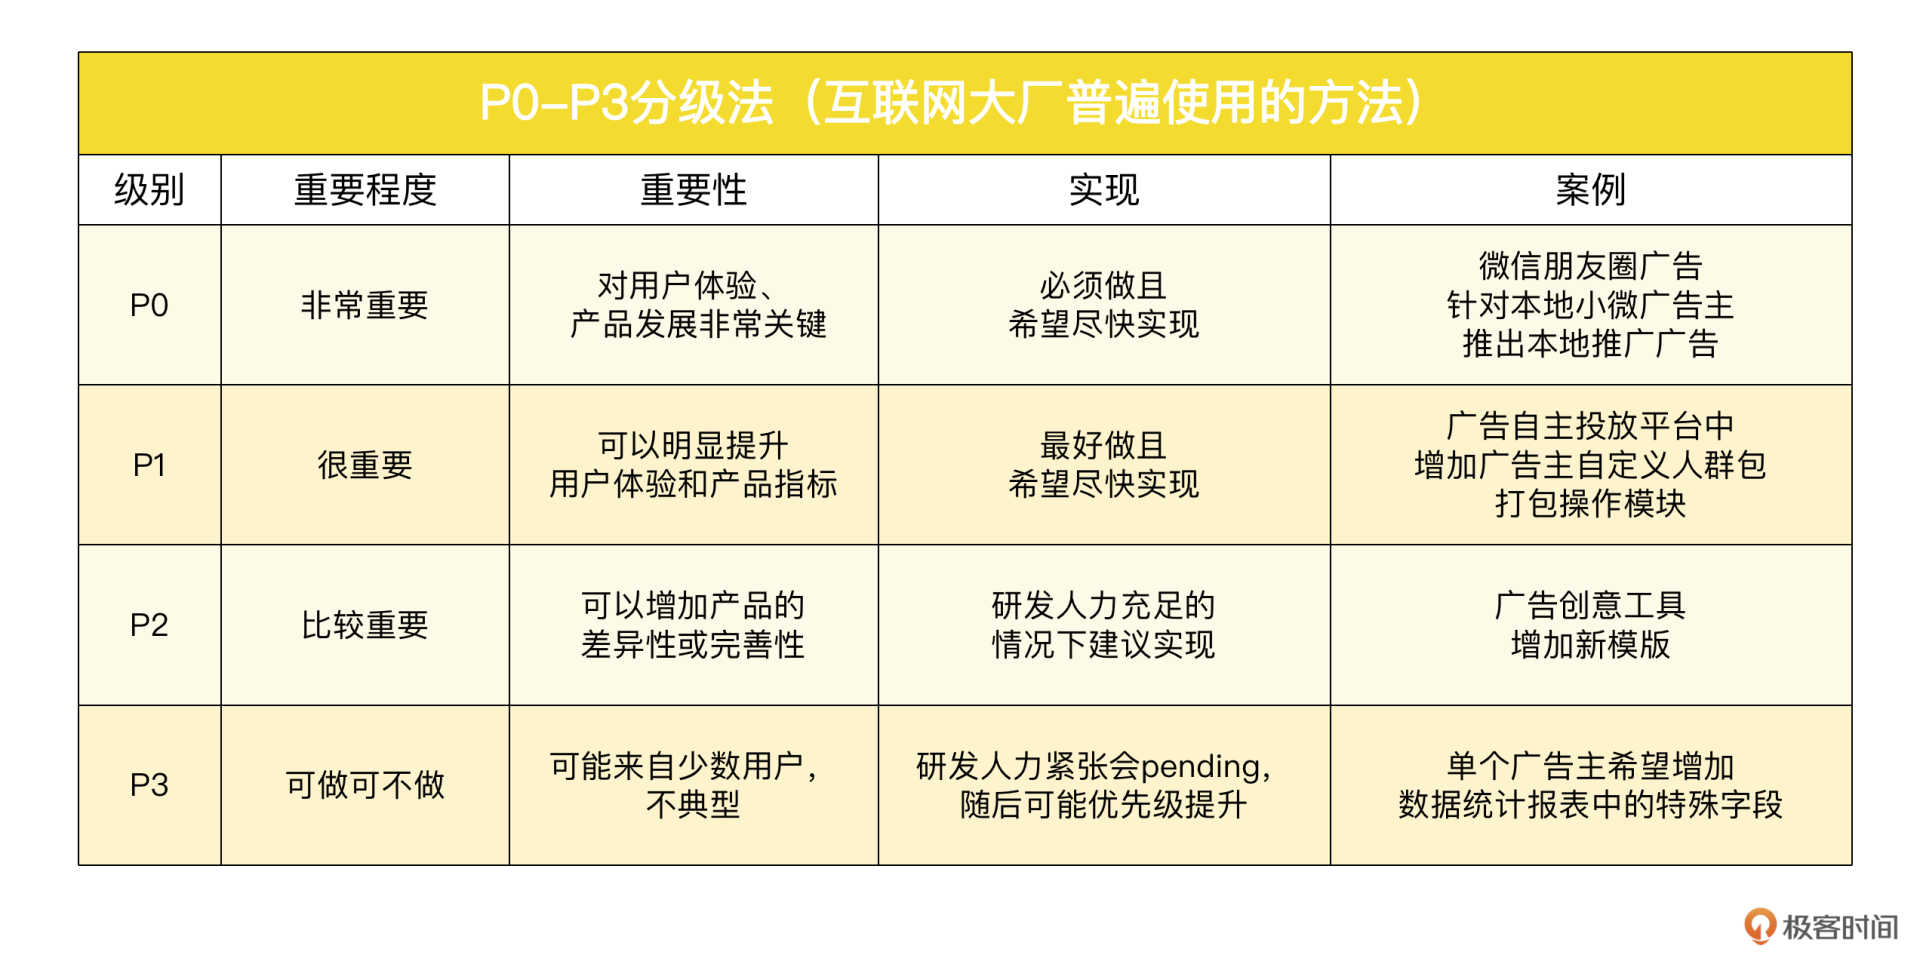 P0-P3分级法（互联网大厂普遍使用的方法）
级别 重要程度 重要性 实现 案例
P0
非常重要
对用户体验、
产品发展非常关键
必须做且
希望尽快实现
微信朋友圈广告
针对本地小微广告主
推出本地推广广告
P1
很重要
可以明显提升
用户体验和产品指标
最好做且
希望尽快实现
广告自主投放平台中
增加广告主自定义人群包
打包操作模块
P2
比较重要
可以增加产品的
差异性或完善性
研发人力充足的
情况下建议实现
广告创意工具
增加新模版
P3
可做可不做
可能来自少数用户，
不典型
研发人力紧张会pending，
随后可能优先级提升
单个广告主希望增加
数据统计报表中的特殊字段
极客时间